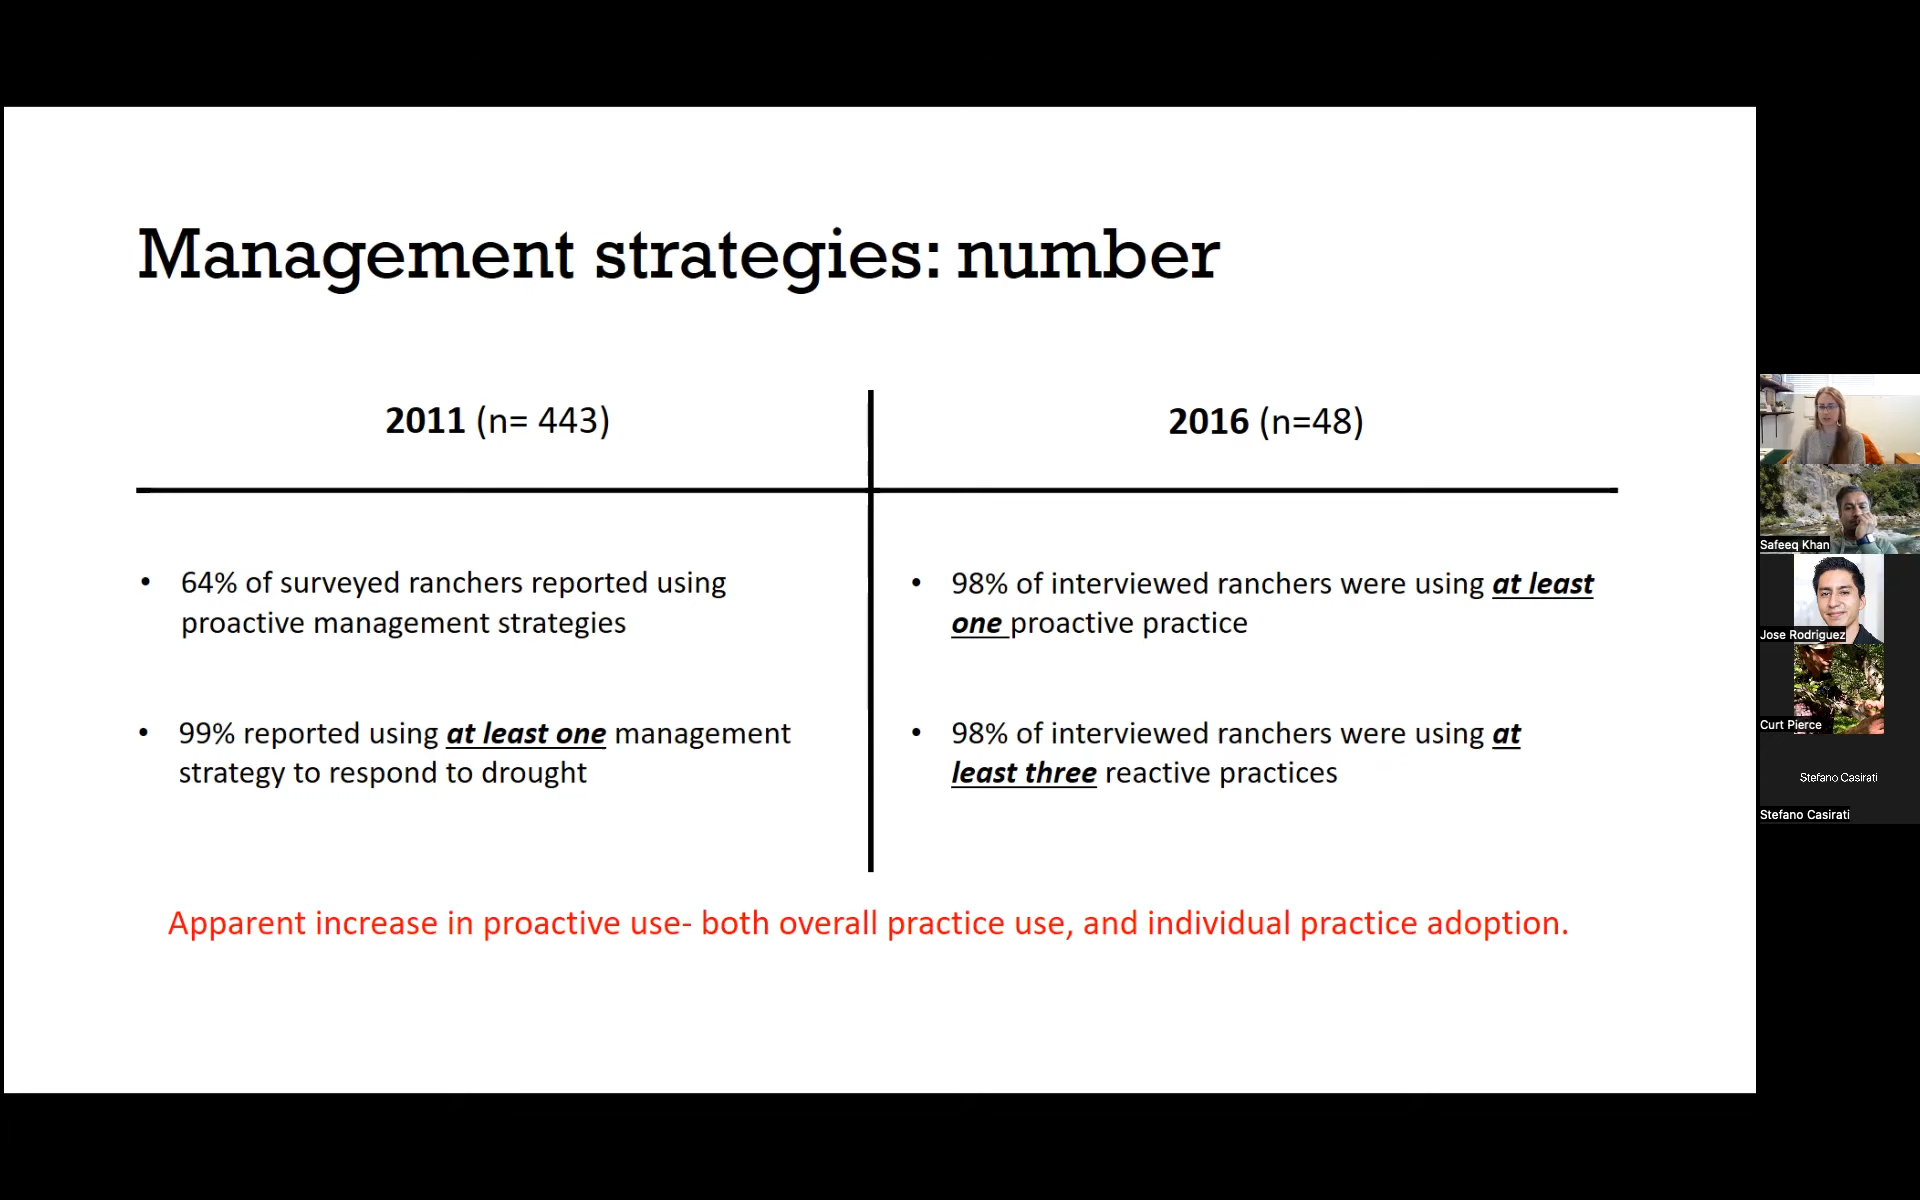 Management strategies: number
2011 (n= 443)
2016 (n=48)
• 64% of surveyed ranchers reported using
proactive management strategies
• 99% reported using at least one management
strategy to respond to drought
• 98% of interviewed ranchers were using at least
one proactive practice
• 98% of interviewed ranchers were using at
least three reactive practices
Apparent increase in proactive use- both overall practice use, and individual practice adoption.
Safeeq Khan
Jose Rodriguez
Curt Pierce
Stefano Casirati
Stefano Casirati